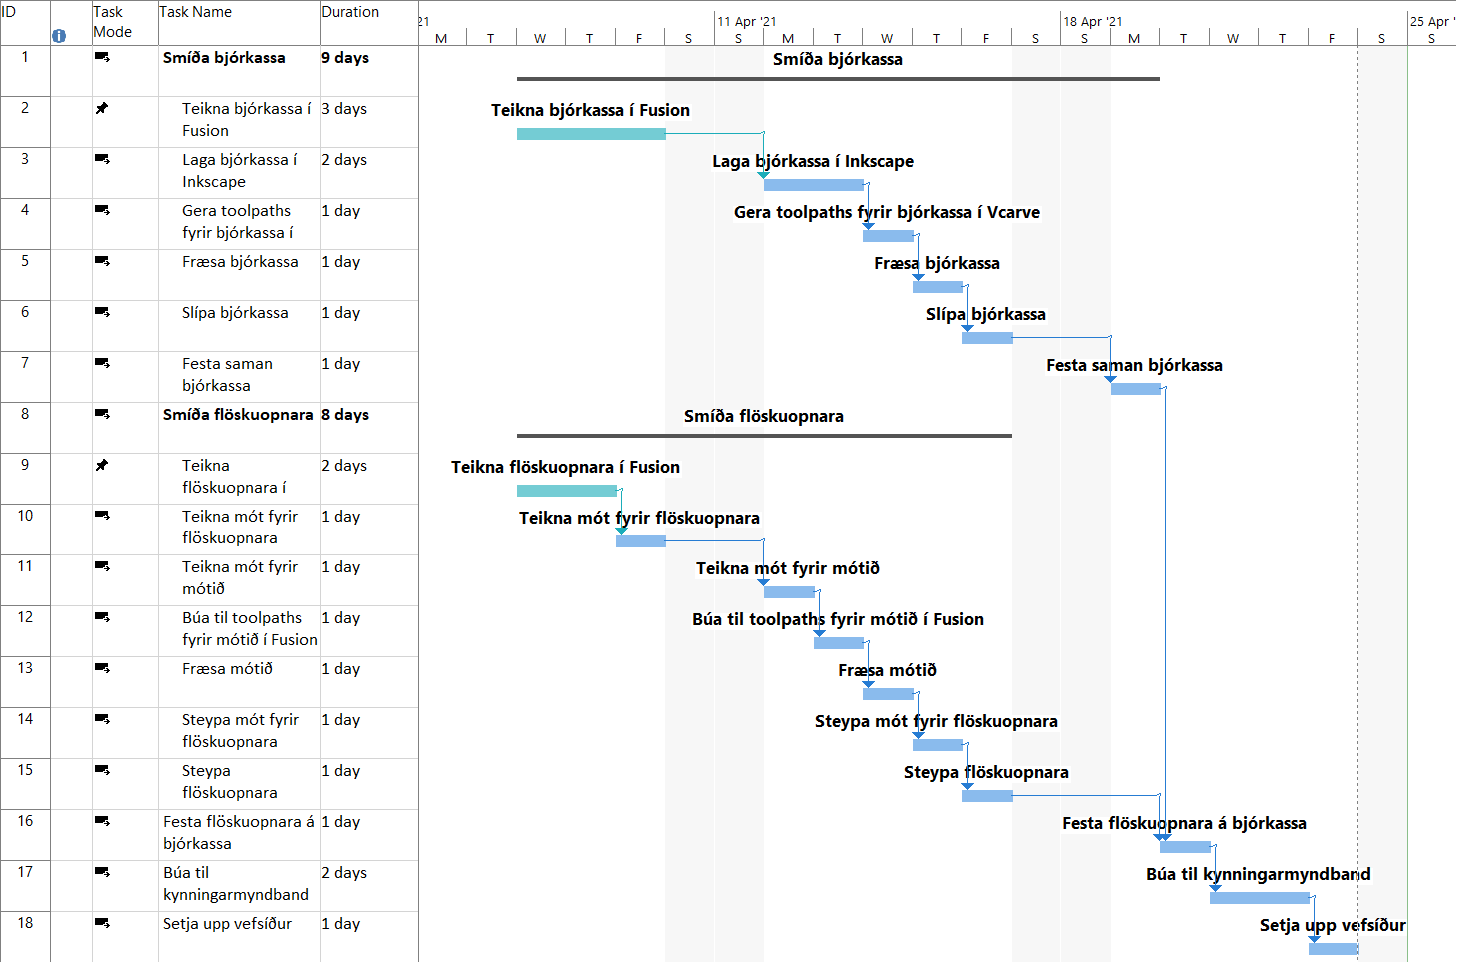 ID Task Mode Task Name Duration
21 11 Apr '21 18 Apr '21 25 Apr '
M T W T F S S M T W T F S S M T W T F S S
1 Smíða bjórkassa 9 days
Smíða bjórkassa
2 Teikna bjórkassa í Fusion 3 days
Teikna bjórkassa í Fusion
3 Laga bjórkassa í Inkscape 2 days
Laga bjórkassa í Inkscape
4 Gera toolpaths fyrir bjórkassa í 1 day
Gera toolpaths fyrir bjórkassa í Vcarve
5 Fræsa bjórkassa 1 day
Fræsa bjórkassa
6 Slípa bjórkassa 1 day
Slípa bjórkassa
7 Festa saman bjórkassa 1 day
Festa saman bjórkassa
8 Smíða flöskuopnara 8 days
Smíða flöskuopnara
9 Teikna flöskuopnara í 2 days
Teikna flöskuopnara í Fusion
10 Teikna mót fyrir flöskuopnara 1 day
Teikna mót fyrir flöskuopnara
11 Teikna mót fyrir mótið 1 day
Teikna mót fyrir mótið
12 Búa til toolpaths fyrir mótið í Fusion 1 day
Búa til toolpaths fyrir mótið í Fusion
13 Fræsa mótið 1 day
Fræsa mótið
14 Steypa mót fyrir flöskuopnara 1 day
Steypa mót fyrir flöskuopnara
15 Steypa flöskuopnara 1 day
Steypa flöskuopnara
16 Festa flöskuopnara á bjórkassa 1 day
Festa flöskuopnara á bjórkassa
17 Búa til kynningarmyndband 2 days
Búa til kynningarmyndband
18 Setja upp vefsíður 1 day
Setja upp vefsíður